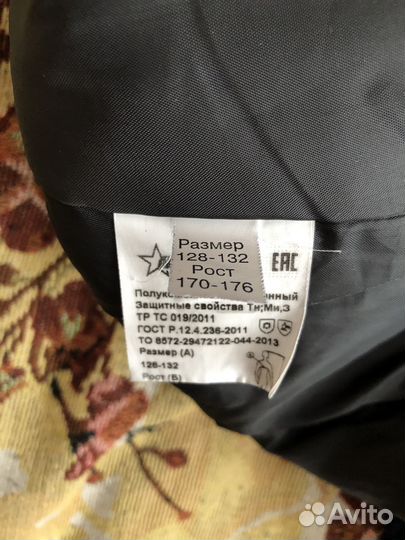 Размер
128-132
Рост
170-176
EAC
Защитные свойства Тн;Ми,З
ТР ТС 019/2011
ГОСТ Р.12.4.236-2011
ТО 8572-29472122-044-2013
Размер (А)
128-132
Рост (Б)
Avito